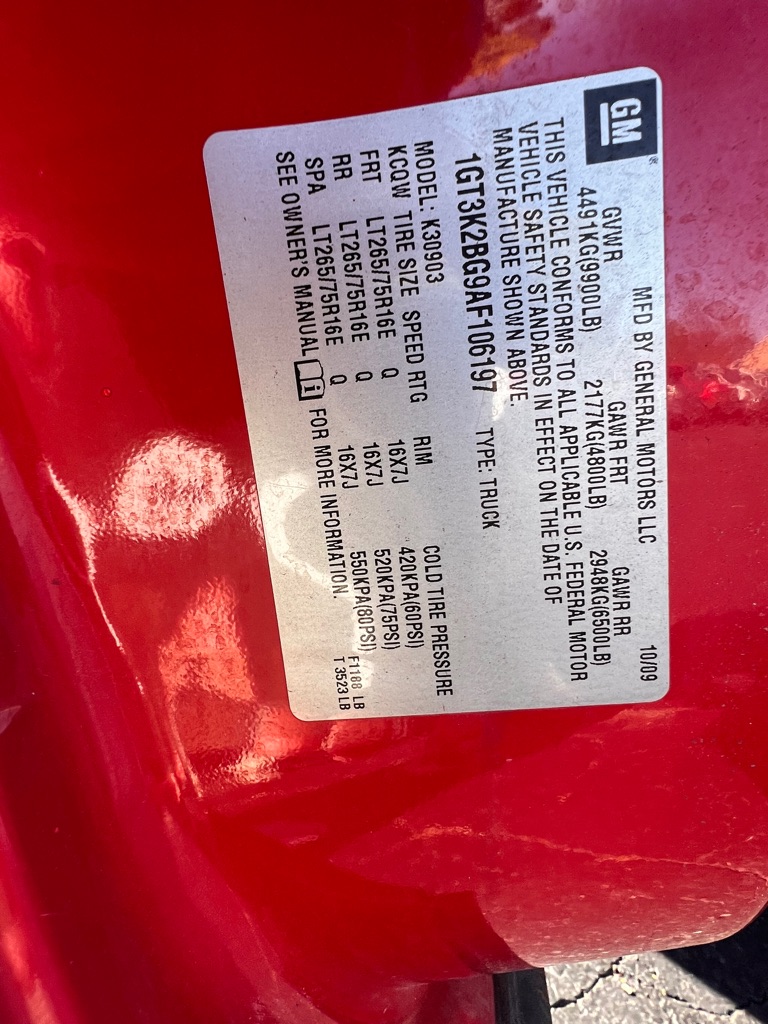 GM
MFD BY GENERAL MOTORS LLC 10/09
GVWR GAWR FRT GAWR RR
4491KG(9900LB) 2177KG(4800LB) 2948KG(6500LB)
THIS VEHICLE CONFORMS TO ALL APPLICABLE U.S. FEDERAL MOTOR
VEHICLE SAFETY STANDARDS IN EFFECT ON THE DATE OF
MANUFACTURE SHOWN ABOVE.
1GT3K2BG9AF106197 TYPE: TRUCK
MODEL: K30903
KCQW TIRE SIZE SPEED RTG RIM COLD TIRE PRESSURE
FRT LT265/75R16E Q 16X7J 420KPA(60PSI)
RR LT265/75R16E Q 16X7J 520KPA(75PSI)
SPA LT265/75R16E Q 16X7J 550KPA(80PSI)
SEE OWNER'S MANUAL i FOR MORE INFORMATION.
F1188 LB
T 3523 LB